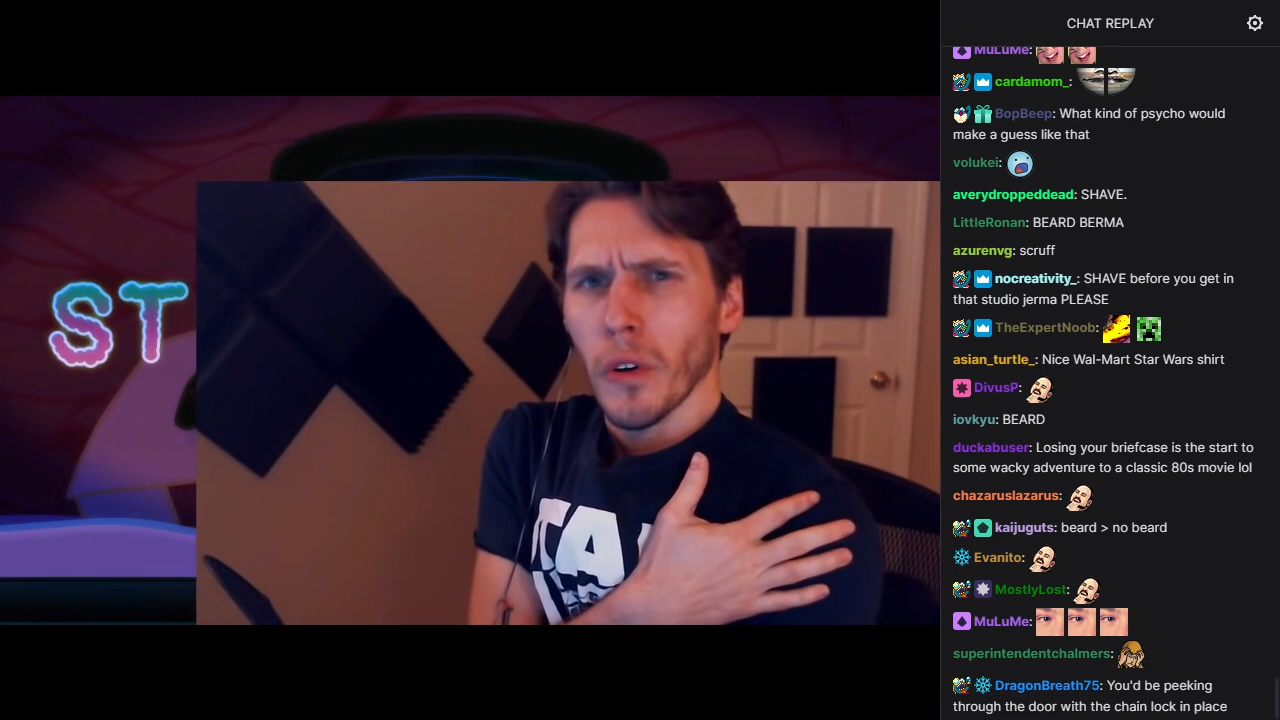 CHAT REPLAY
MuLuMe:
cardamom_:
BopBeep: What kind of psycho would
make a guess like that
volukei:
averydroppeddead: SHAVE.
LittleRonan: BEARD BERMA
azurenvg: scruff
nocreativity_: SHAVE before you get in
that studio jerma PLEASE
TheExpertNoob:
asian_turtle_: Nice Wal-Mart Star Wars shirt
DivusP:
iovkyu: BEARD
duckabuser: Losing your briefcase is the start to
some wacky adventure to a classic 80s movie lol
chazaruslazarus:
kaijuguts: beard > no beard
Evanito:
MostlyLost:
MuLuMe:
superintendentchalmers:
DragonBreath75: You'd be peeking
through the door with the chain lock in place
ST
TA